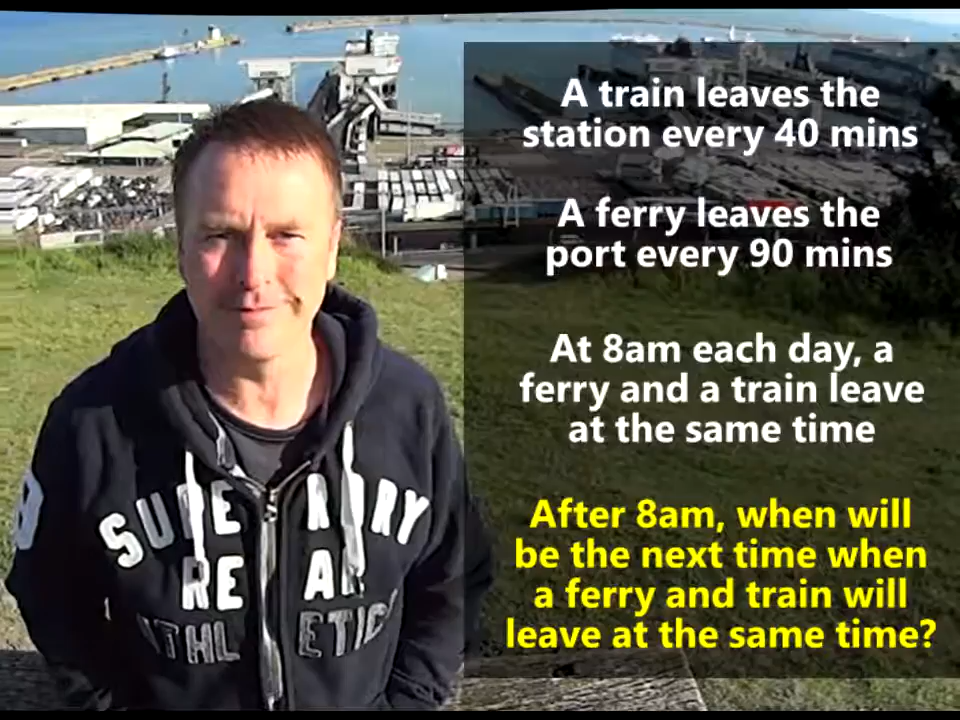 A train leaves the
station every 40 mins
A ferry leaves the
port every 90 mins
At 8am each day, a
ferry and a train leave
at the same time
After 8am, when will
be the next time when
a ferry and train will
leave at the same time?
ATHLETIC